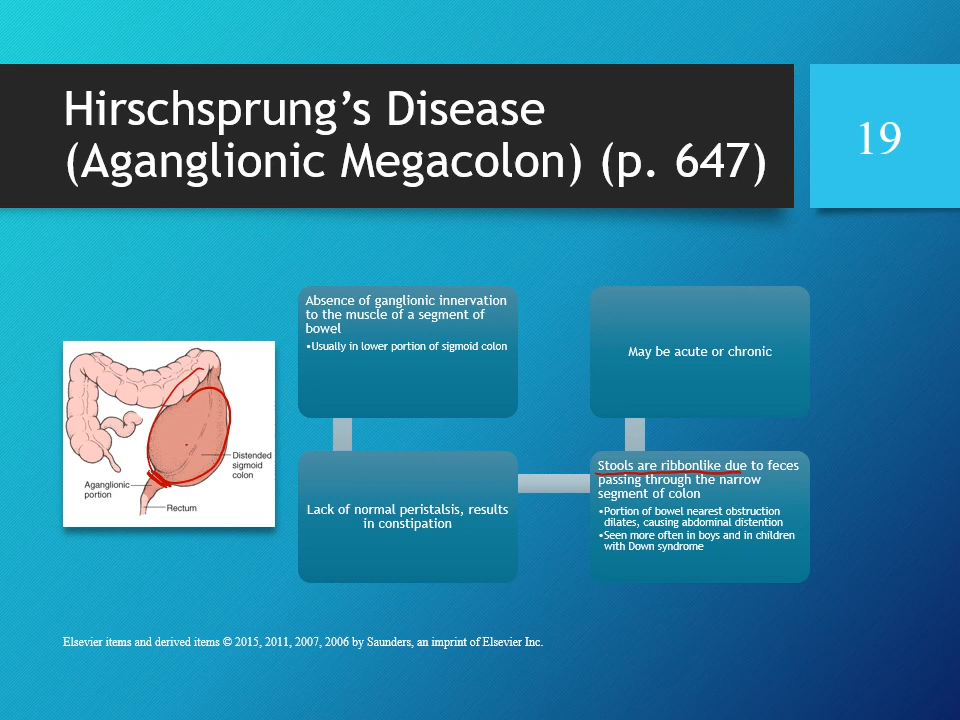 Hirschsprung’s Disease
(Aganglionic Megacolon) (p. 647)
19
Absence of ganglionic innervation
to the muscle of a segment of
bowel
•Usually in lower portion of sigmoid colon
Lack of normal peristalsis, results
in constipation
Stools are ribbonlike due to feces
passing through the narrow
segment of colon
•Portion of bowel nearest obstruction
dilates, causing abdominal distention
•Seen more often in boys and in children
with Down syndrome
May be acute or chronic
Distended
sigmoid
colon
Aganglionic
portion
Rectum
Elsevier items and derived items © 2015, 2011, 2007, 2006 by Saunders, an imprint of Elsevier Inc.